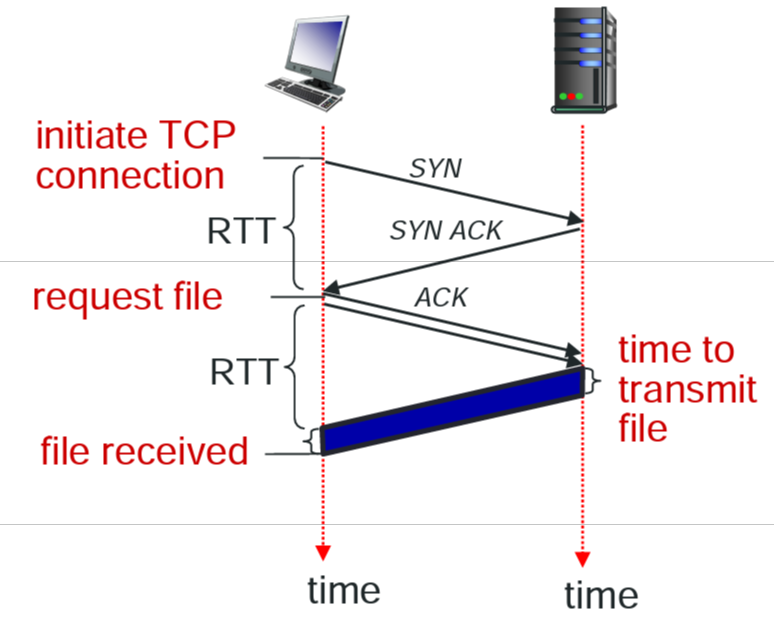 initiate TCP
connection
SYN
RTT
SYN ACK
request file
ACK
RTT
time to
transmit
file
file received
time
time